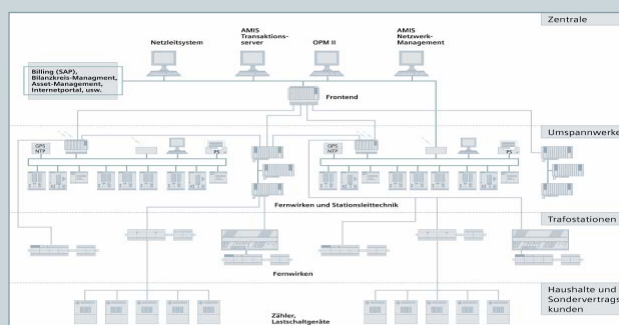 Zentrale
Netzleitsystem
AMIS
Transaktions-
server
OPM II
AMIS
Netzwerk-
Management
Billing (SAP),
Bilanzkreis-Managment,
Asset-Management,
Internetportal, usw.
Frontend
Umspannwerke
GPS
NTP
PS
GPS
NTP
PS
Fernwirken und Stationsleittechnik
Trafostationen
Fernwirken
Haushalte und
Sondervertrags
kunden
Zähler,
Lastschaltgeräte